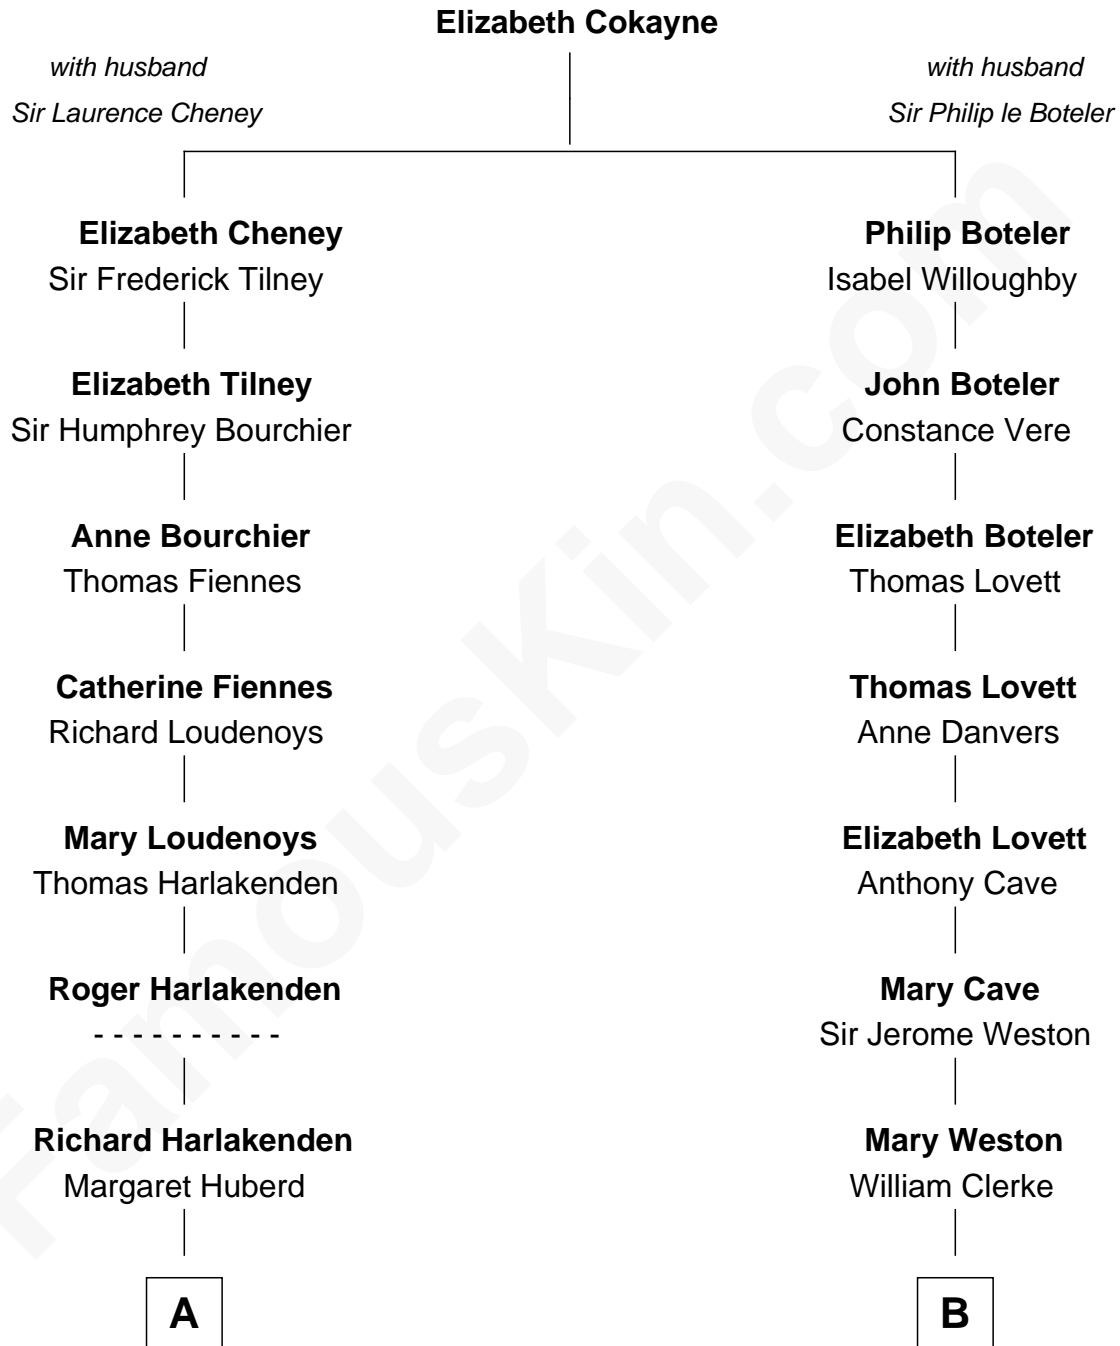 Elizabeth Cokayne
with husband
Sir Laurence Cheney
with husband
Sir Philip le Boteler
Elizabeth Cheney
Sir Frederick Tilney
Philip Boteler
Isabel Willoughby
Elizabeth Tilney
Sir Humphrey Bourchier
John Boteler
Constance Vere
Anne Bourchier
Thomas Fiennes
Elizabeth Boteler
Thomas Lovett
Catherine Fiennes
Richard Loudenoys
Thomas Lovett
Anne Danvers
Mary Loudenoys
Thomas Harlakenden
Elizabeth Lovett
Anthony Cave
Roger Harlakenden
- - - - - - - - - -
Mary Cave
Sir Jerome Weston
Richard Harlakenden
Margaret Huberd
Mary Weston
William Clerke
A
B
FamousKin.com